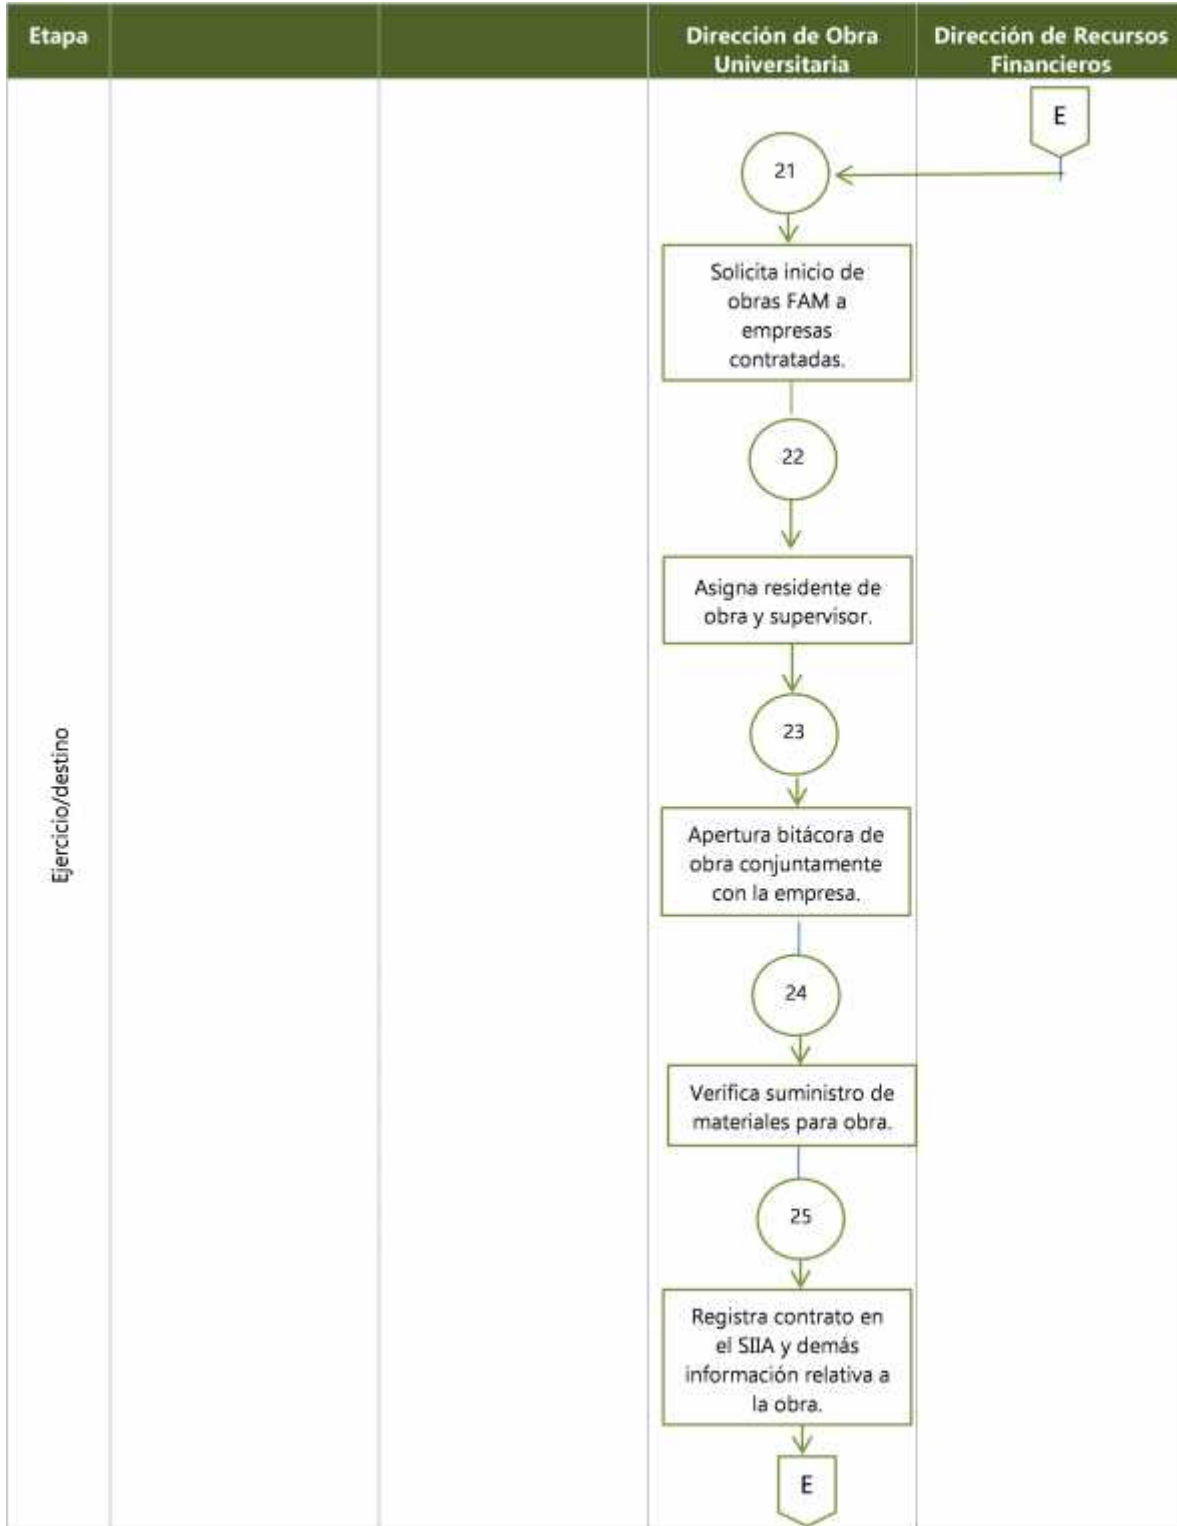 Etapa
Dirección de Obra
Universitaria
Dirección de Recursos
Financieros
E
21
Solicita inicio de
obras FAM a
empresas
contratadas.
22
Asigna residente de
obra y supervisor.
23
Ejercicio/destino
Apertura bitácora de
obra conjuntamente
con la empresa.
24
Verifica suministro de
materiales para obra.
25
Registra contrato en
el SIIA y demás
información relativa a
la obra.
E